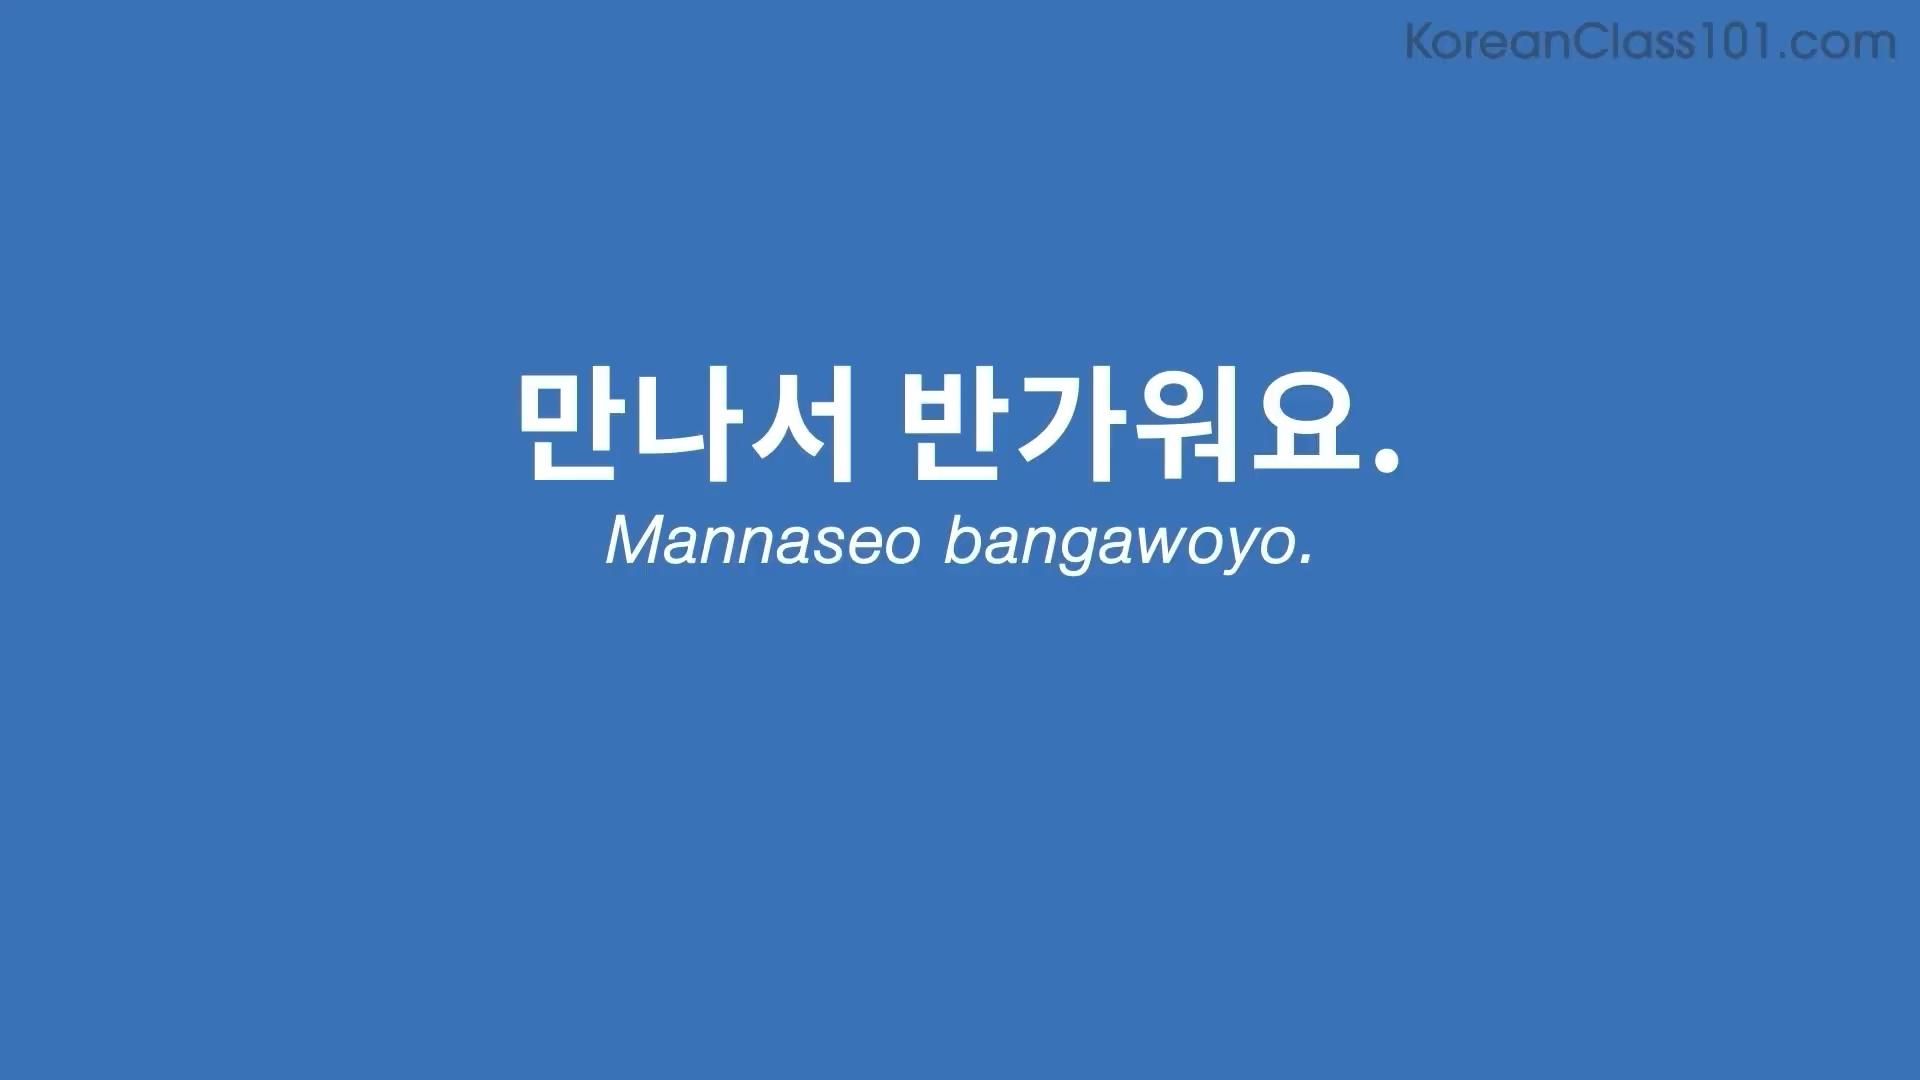 KoreanClass101.com
만나서 반가워요.
Mannaseo bangawoyo.